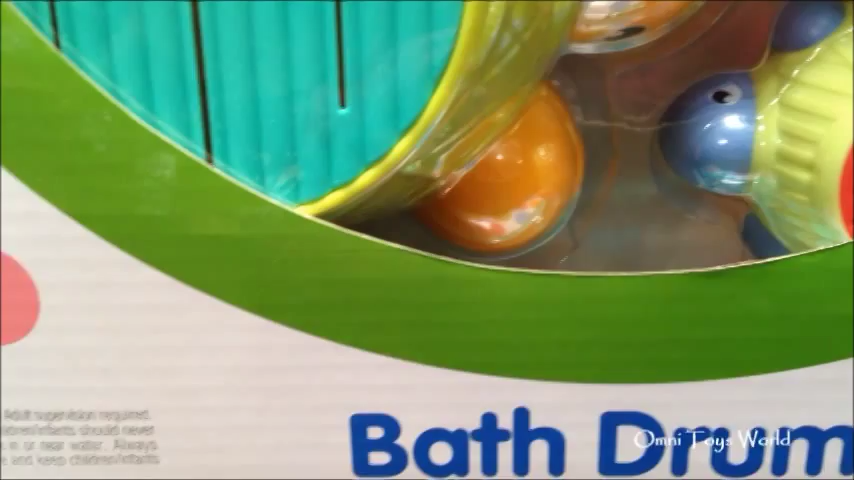 Adult supervision required.
children/infants should never
in or near water. Always
and keep children/infants
Bath Drum
Omni Toys World